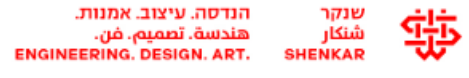 שנקר
شنكار
SHENKAR
הנדסה. עיצוב. אמנות.
هندسة. تصميم. فن.
ENGINEERING. DESIGN. ART.